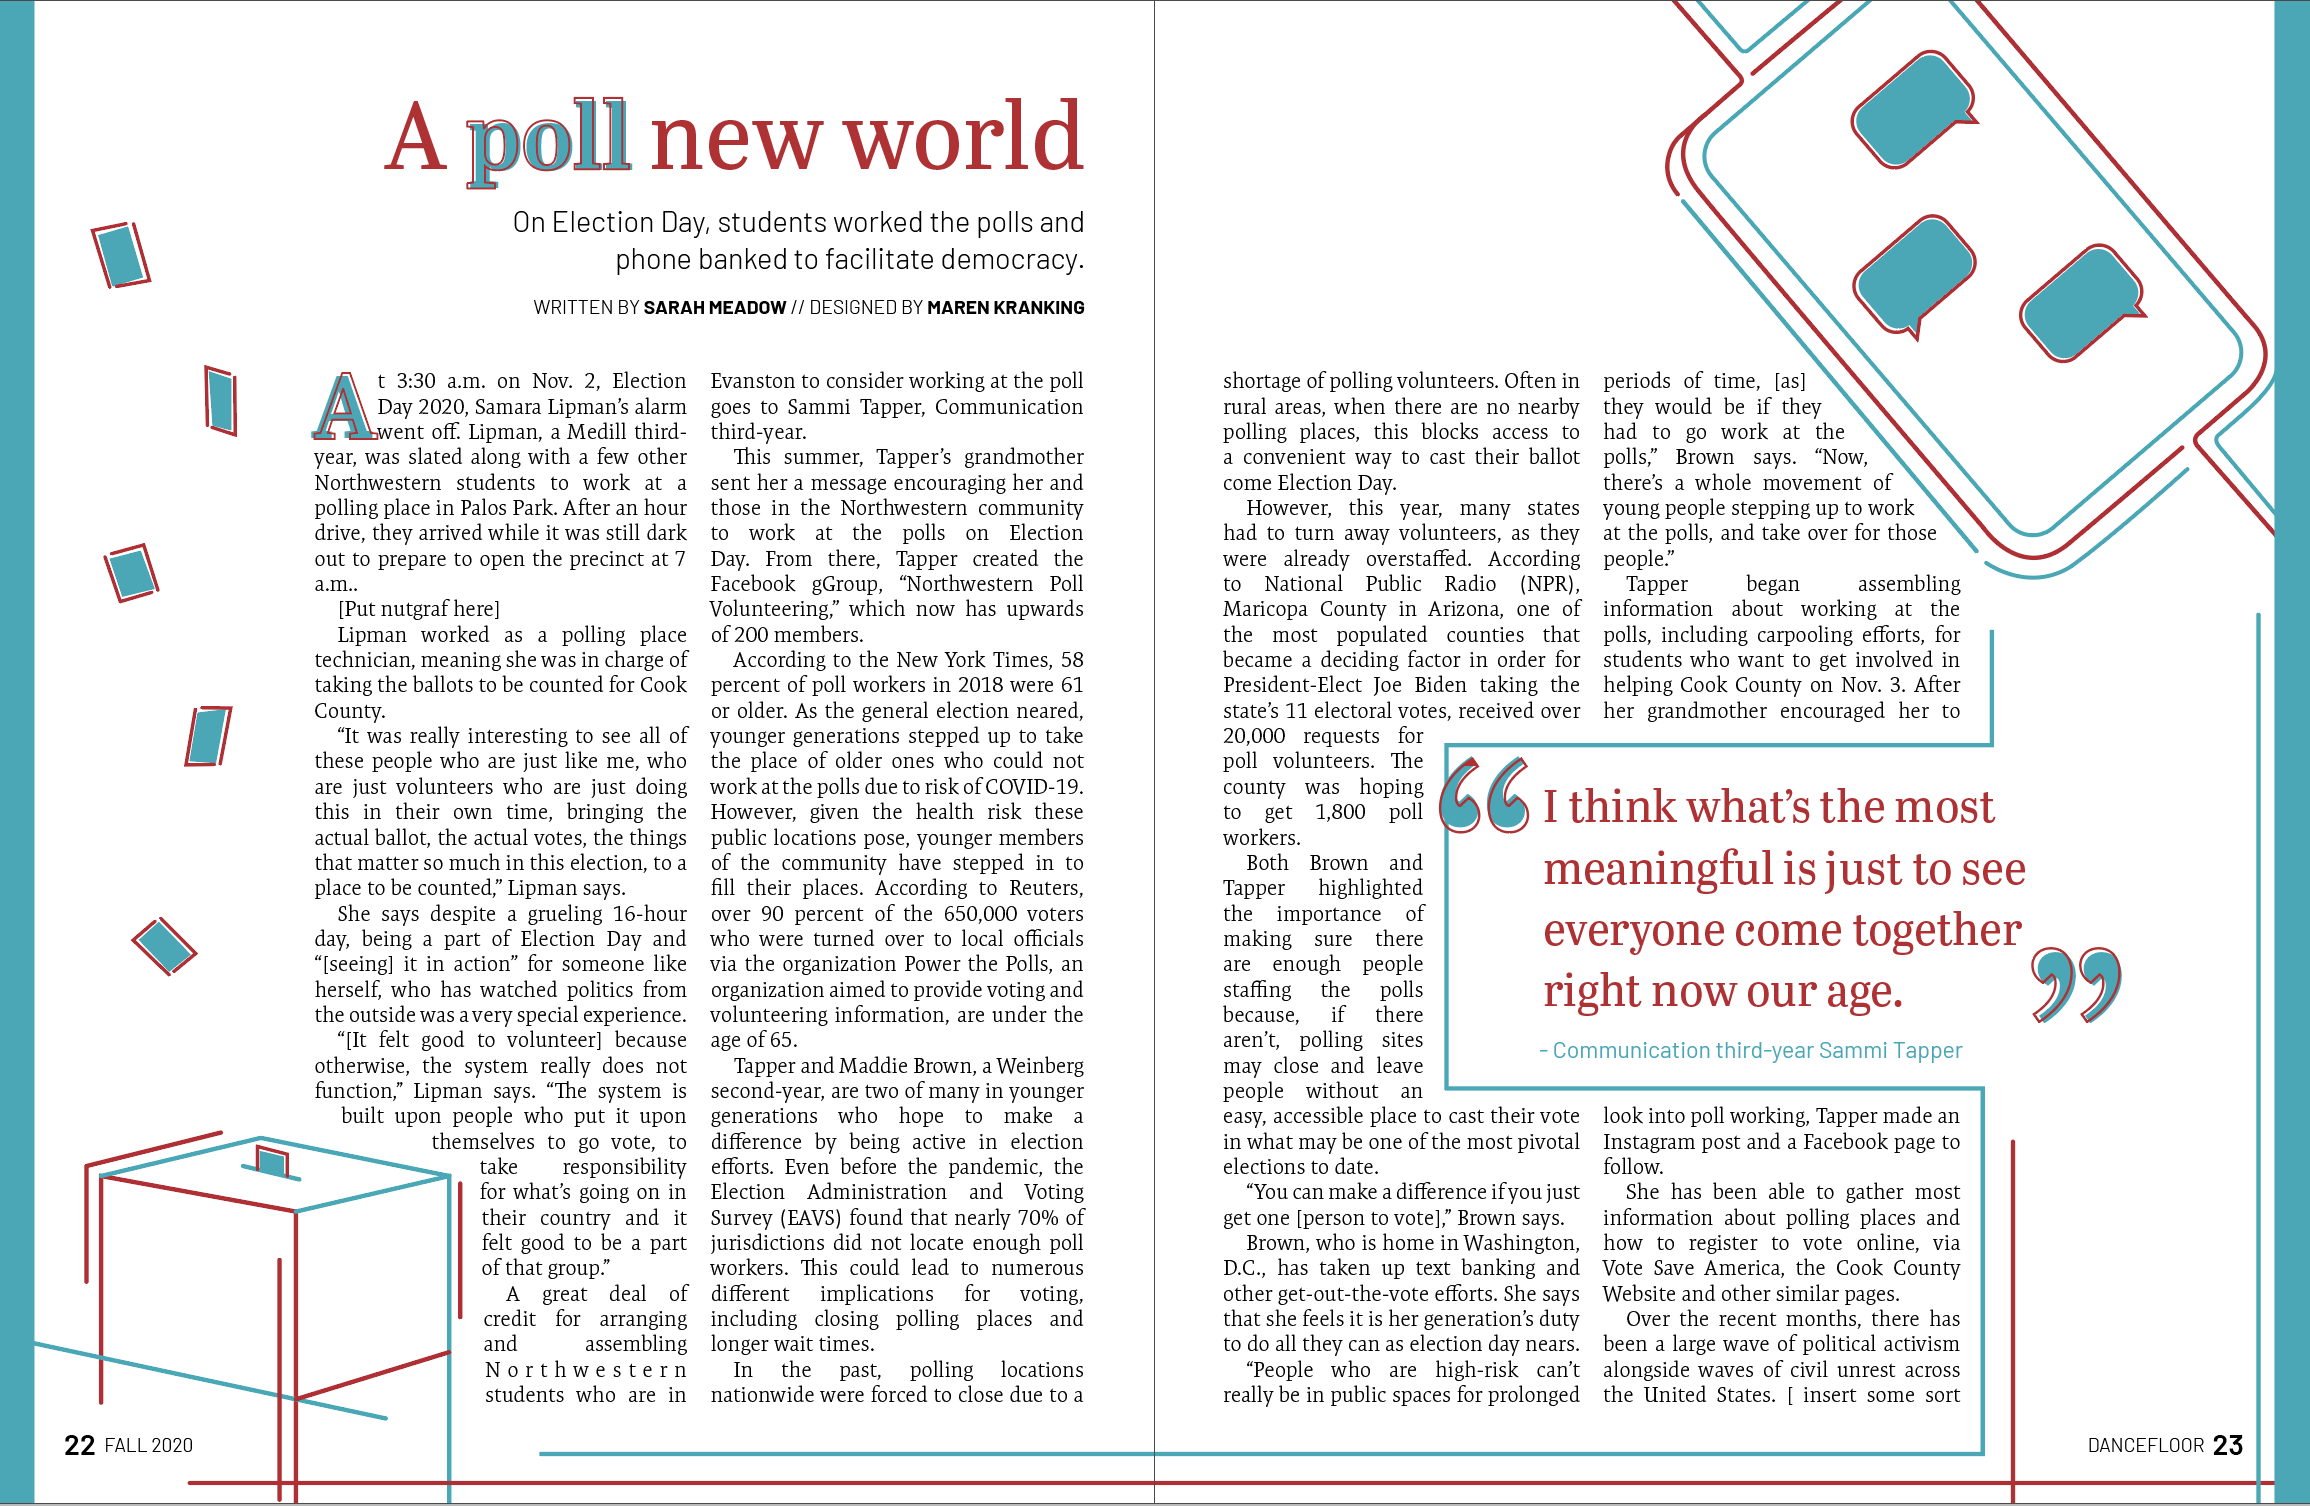 A poll new world
On Election Day, students worked the polls and
phone banked to facilitate democracy.
WRITTEN BY SARAH MEADOW // DESIGNED BY MAREN KRANKING
At 3:30 a.m. on Nov. 2, Election
Day 2020, Samara Lipman’s alarm
went off. Lipman, a Medill third-
year, was slated along with a few other
Northwestern students to work at a
polling place in Palos Park. After an hour
drive, they arrived while it was still dark
out to prepare to open the precinct at 7
a.m..
[Put nutgraf here]
Lipman worked as a polling place
technician, meaning she was in charge of
taking the ballots to be counted for Cook
County.
“It was really interesting to see all of
these people who are just like me, who
are just volunteers who are just doing
this in their own time, bringing the
actual ballot, the actual votes, the things
that matter so much in this election, to a
place to be counted,” Lipman says.
She says despite a grueling 16-hour
day, being a part of Election Day and
“[seeing] it in action” for someone like
herself, who has watched politics from
the outside was a very special experience.
“[It felt good to volunteer] because
otherwise, the system really does not
function,” Lipman says. “The system is
built upon people who put it upon
themselves to go vote, to
take responsibility
for what’s going on in
their country and it
felt good to be a part
of that group.”
A great deal of
credit for arranging
and assembling
Northwestern
students who are in
Evanston to consider working at the poll
goes to Sammi Tapper, Communication
third-year.
This summer, Tapper’s grandmother
sent her a message encouraging her and
those in the Northwestern community
to work at the polls on Election
Day. From there, Tapper created the
Facebook gGroup, “Northwestern Poll
Volunteering,” which now has upwards
of 200 members.
According to the New York Times, 58
percent of poll workers in 2018 were 61
or older. As the general election neared,
younger generations stepped up to take
the place of older ones who could not
work at the polls due to risk of COVID-19.
However, given the health risk these
public locations pose, younger members
of the community have stepped in to
fill their places. According to Reuters,
over 90 percent of the 650,000 voters
who were turned over to local officials
via the organization Power the Polls, an
organization aimed to provide voting and
volunteering information, are under the
age of 65.
Tapper and Maddie Brown, a Weinberg
second-year, are two of many in younger
generations who hope to make a
difference by being active in election
efforts. Even before the pandemic, the
Election Administration and Voting
Survey (EAVS) found that nearly 70% of
jurisdictions did not locate enough poll
workers. This could lead to numerous
different implications for voting,
including closing polling places and
longer wait times.
In the past, polling locations
nationwide were forced to close due to a
22 FALL 2020
shortage of polling volunteers. Often in
rural areas, when there are no nearby
polling places, this blocks access to
a convenient way to cast their ballot
come Election Day.
However, this year, many states
had to turn away volunteers, as they
were already overstaffed. According
to National Public Radio (NPR),
Maricopa County in Arizona, one of
the most populated counties that
became a deciding factor in order for
President-Elect Joe Biden taking the
state’s 11 electoral votes, received over
20,000 requests for
poll volunteers. The
county was hoping
to get 1,800 poll
workers.
Both Brown and
Tapper highlighted
the importance of
making sure there
are enough people
staffing the polls
because, if there
aren’t, polling sites
may close and leave
people without an
easy, accessible place to cast their vote
in what may be one of the most pivotal
elections to date.
“You can make a difference if you just
get one [person to vote],” Brown says.
Brown, who is home in Washington,
D.C., has taken up text banking and
other get-out-the-vote efforts. She says
that she feels it is her generation’s duty
to do all they can as election day nears.
“People who are high-risk can’t
really be in public spaces for prolonged
periods of time, [as]
they would be if they
had to go work at the
polls,” Brown says. “Now,
there’s a whole movement of
young people stepping up to work
at the polls, and take over for those
people.”
Tapper began assembling
information about working at the
polls, including carpooling efforts, for
students who want to get involved in
helping Cook County on Nov. 3. After
her grandmother encouraged her to
“I think what’s the most
meaningful is just to see
everyone come together
right now our age.”
- Communication third-year Sammi Tapper
look into poll working, Tapper made an
Instagram post and a Facebook page to
follow.
She has been able to gather most
information about polling places and
how to register to vote online, via
Vote Save America, the Cook County
Website and other similar pages.
Over the recent months, there has
been a large wave of political activism
alongside waves of civil unrest across
the United States. [ insert some sort
DANCEFLOOR 23